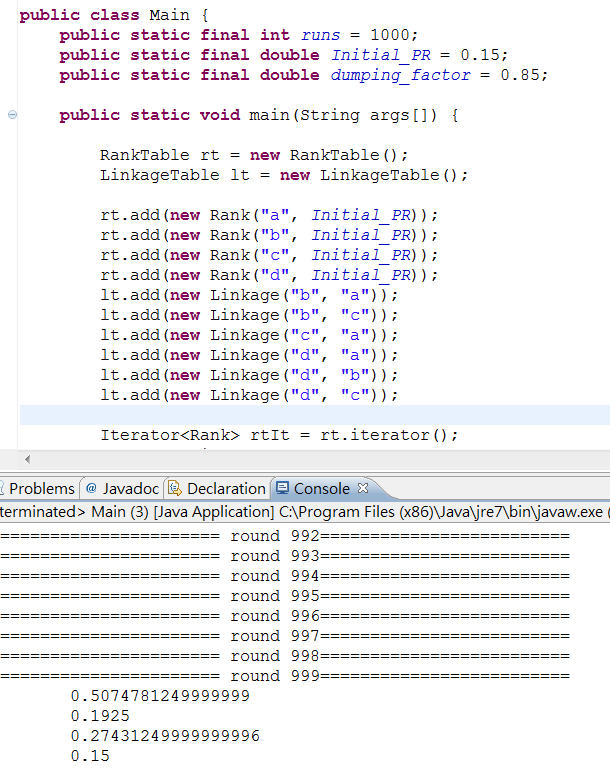 public class Main {
public static final int runs = 1000;
public static final double Initial_PR = 0.15;
public static final double dumping_factor = 0.85;
public static void main(String args[]) {
RankTable rt = new RankTable();
LinkageTable lt = new LinkageTable();
rt.add(new Rank("a", Initial_PR));
rt.add(new Rank("b", Initial_PR));
rt.add(new Rank("c", Initial_PR));
rt.add(new Rank("d", Initial_PR));
lt.add(new Linkage("b", "a"));
lt.add(new Linkage("b", "c"));
lt.add(new Linkage("c", "a"));
lt.add(new Linkage("d", "a"));
lt.add(new Linkage("d", "b"));
lt.add(new Linkage("d", "c"));
Iterator<Rank> rtIt = rt.iterator();
Problems @ Javadoc Declaration Console
terminated> Main (3) [Java Application] C:\Program Files (x86)\Java\jre7\bin\javaw.exe (
====================== round 992=========================
====================== round 993=========================
====================== round 994=========================
====================== round 995=========================
====================== round 996=========================
====================== round 997=========================
====================== round 998=========================
====================== round 999=========================
0.5074781249999999
0.1925
0.27431249999999996
0.15